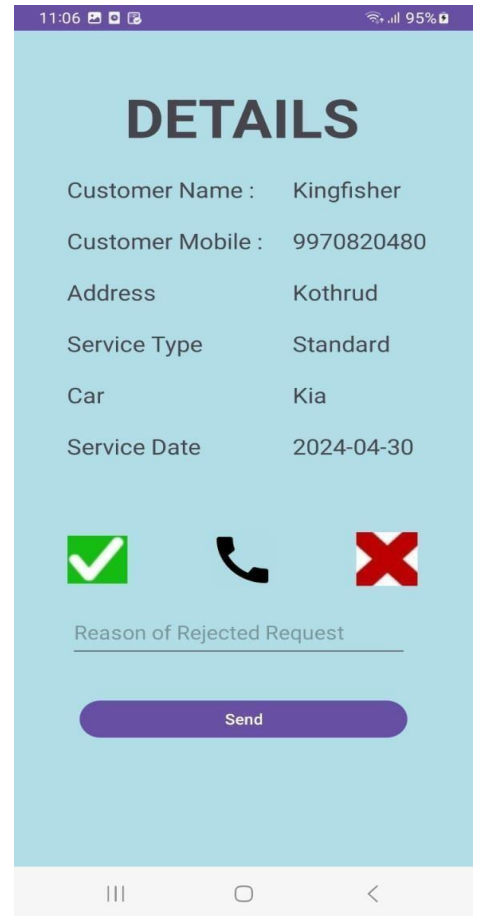 11:06 95%
DETAILS
Customer Name : Kingfisher
Customer Mobile : 9970820480
Address Kothrud
Service Type Standard
Car Kia
Service Date 2024-04-30
Reason of Rejected Request
Send